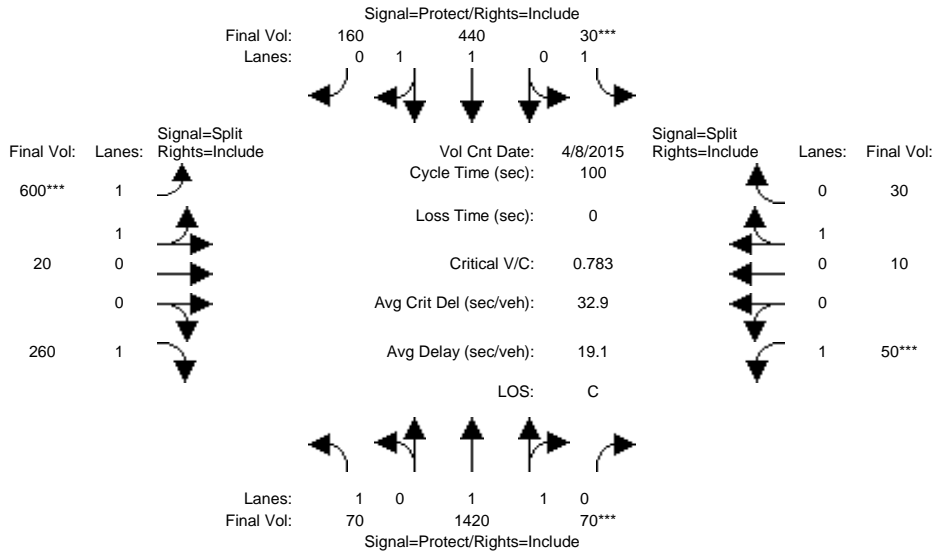 Signal=Protect/Rights=Include
Final Vol: 160 440 30***
Lanes: 0 1 1 0 1
Signal=Split Signal=Split
Final Vol: Lanes: Rights=Include Vol Cnt Date: 4/8/2015 Rights=Include Lanes: Final Vol:
Cycle Time (sec): 100
600*** 1 0 30
Loss Time (sec): 0
1 1
20 0 Critical V/C: 0.783 0 10
0 Avg Crit Del (sec/veh): 32.9 0
260 1 Avg Delay (sec/veh): 19.1 1 50***
LOS: C
Lanes: 1 0 1 1 0
Final Vol: 70 1420 70***
Signal=Protect/Rights=Include